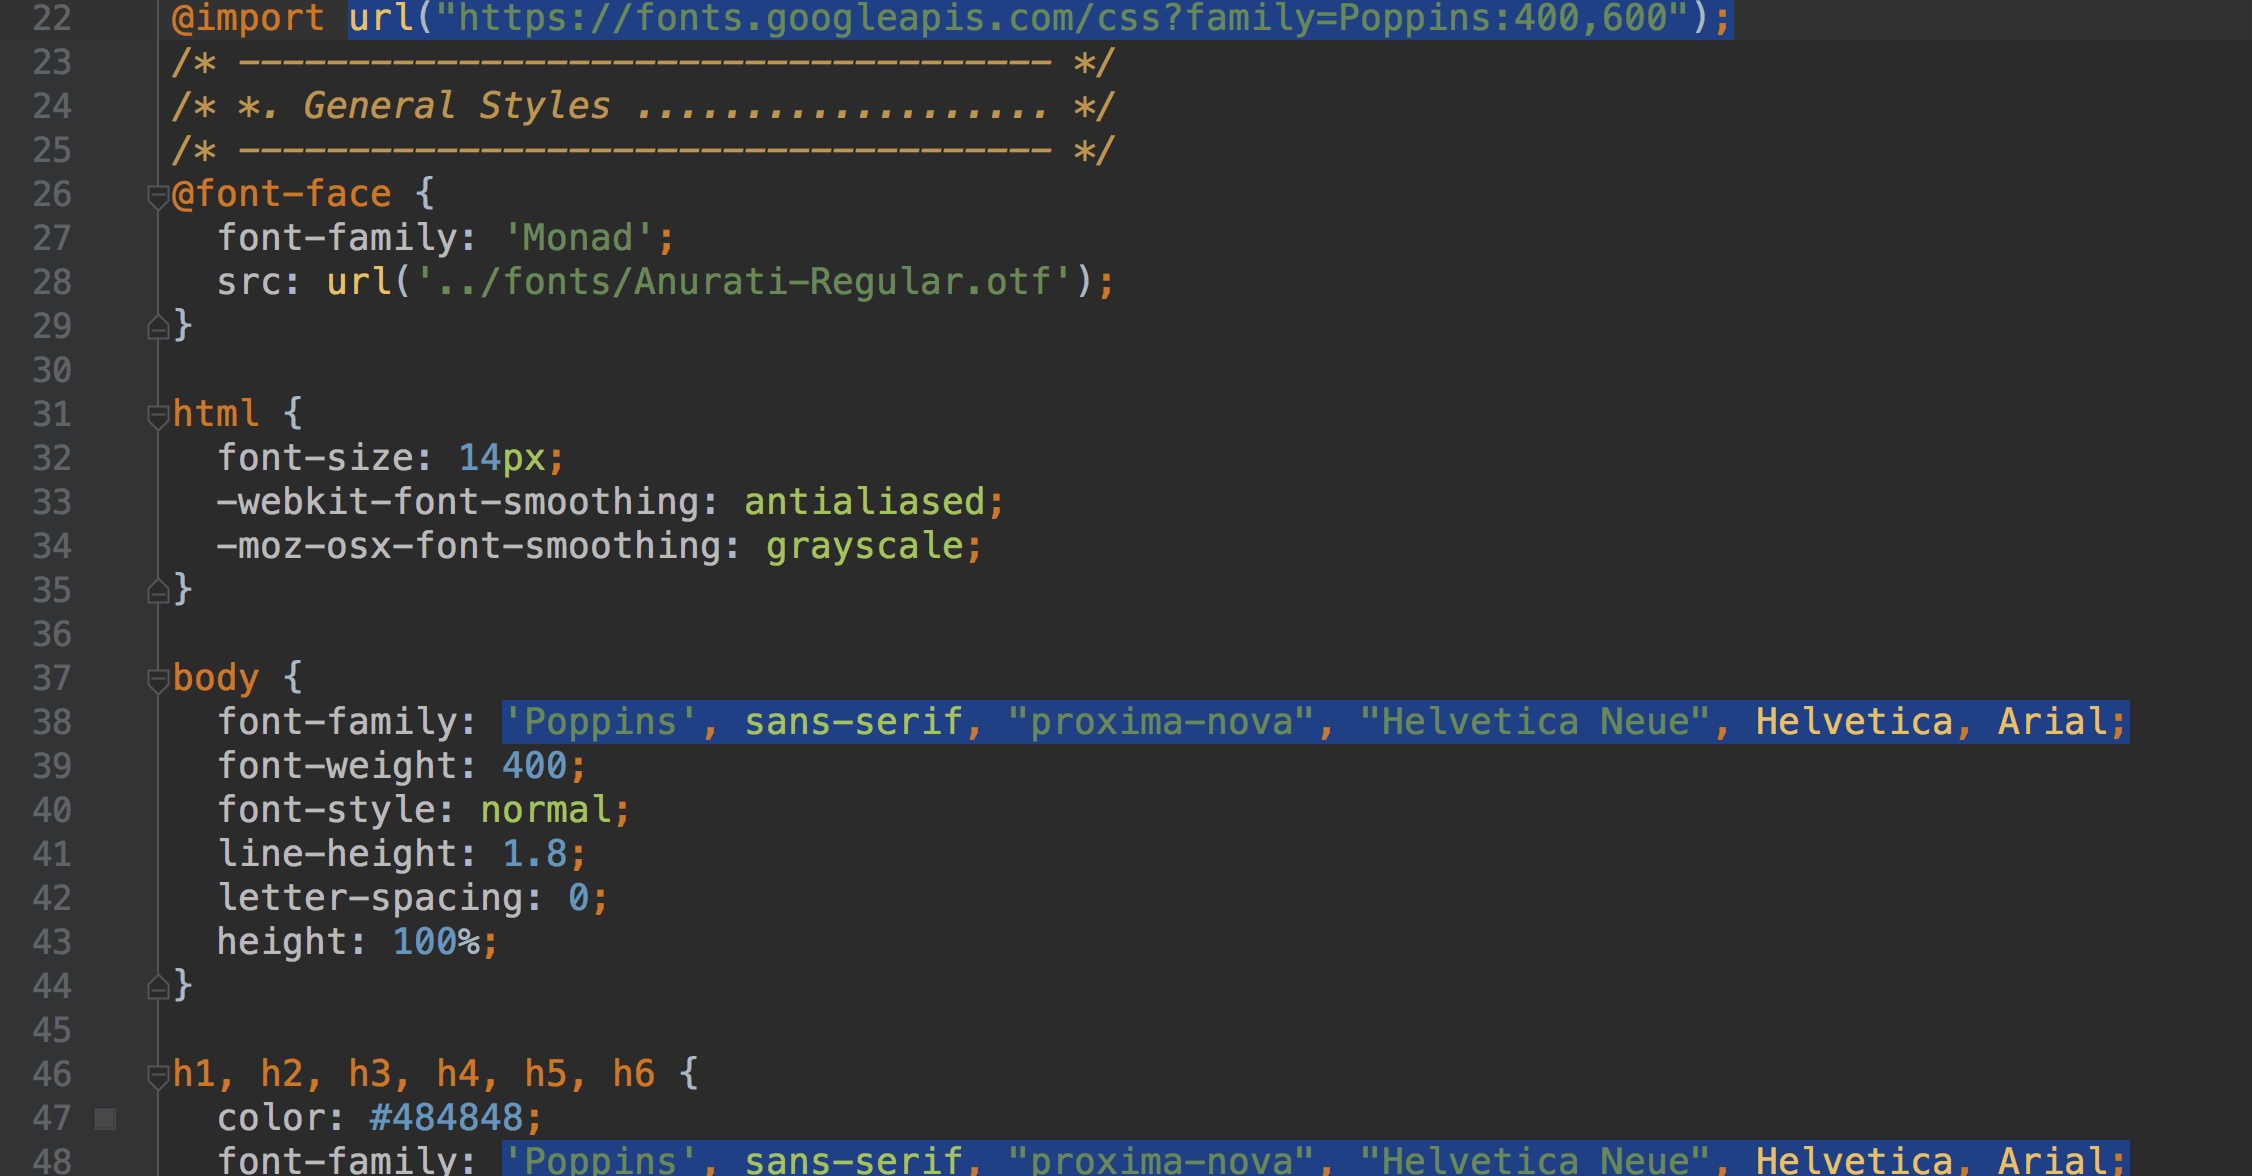 22 @import url("https://fonts.googleapis.com/css?family=Poppins:400,600");
23 /* ------------------------------------- */
24 /* *. General Styles ................... */
25 /* ------------------------------------- */
26 @font-face {
27   font-family: 'Monad';
28   src: url('../fonts/Anurati-Regular.otf');
29 }
30
31 html {
32   font-size: 14px;
33   -webkit-font-smoothing: antialiased;
34   -moz-osx-font-smoothing: grayscale;
35 }
36
37 body {
38   font-family: 'Poppins', sans-serif, "proxima-nova", "Helvetica Neue", Helvetica, Arial;
39   font-weight: 400;
40   font-style: normal;
41   line-height: 1.8;
42   letter-spacing: 0;
43   height: 100%;
44 }
45
46 h1, h2, h3, h4, h5, h6 {
47   color: #484848;
48   font-family: 'Poppins', sans-serif, "proxima-nova", "Helvetica Neue", Helvetica, Arial;